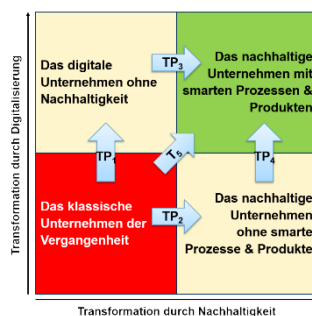 Transformation durch Digitalisierung
Das digitale
Unternehmen ohne
Nachhaltigkeit
TP3
Das nachhaltige
Unternehmen mit
smarten Prozessen &
Produkten
TP1
T5
TP4
Das klassische
Unternehmen der
Vergangenheit
TP2
Das nachhaltige
Unternehmen
ohne smarte
Prozesse & Produkte
Transformation durch Nachhaltigkeit